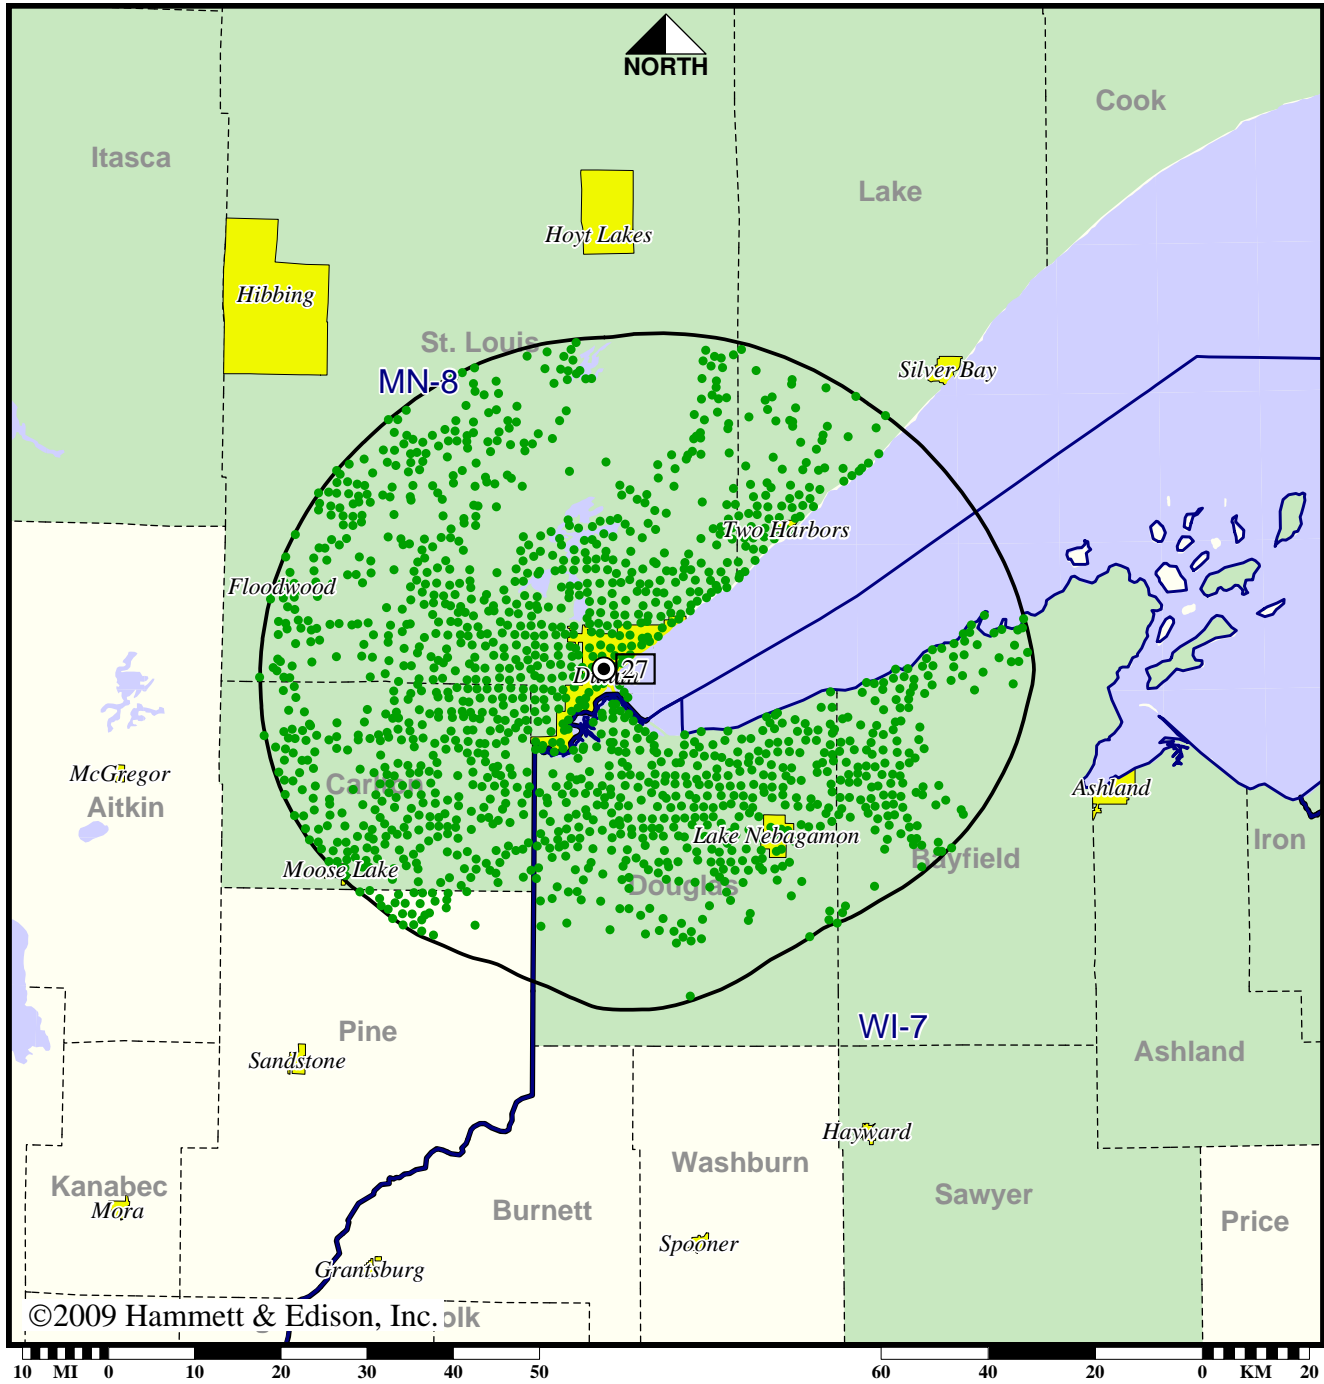 NORTH
Cook
Itasca
Lake
Hoyt Lakes
Hibbing
St. Louis
Silver Bay
MN-8
Two Harbors
Floodwood
27
McGregor
Aitkin
Ashland
Lake Nebagamon
Iron
Bayfield
Moose Lake
Douglas
Pine
WI-7
Sandstone
Ashland
Hayward
Washburn
Kanabec
Sawyer
Mora
Burnett
Price
Spooner
Grantsburg
©2009 Hammett & Edison, Inc. olk
10 MI 0 10 20 30 40 50 60 40 20 0 KM 20